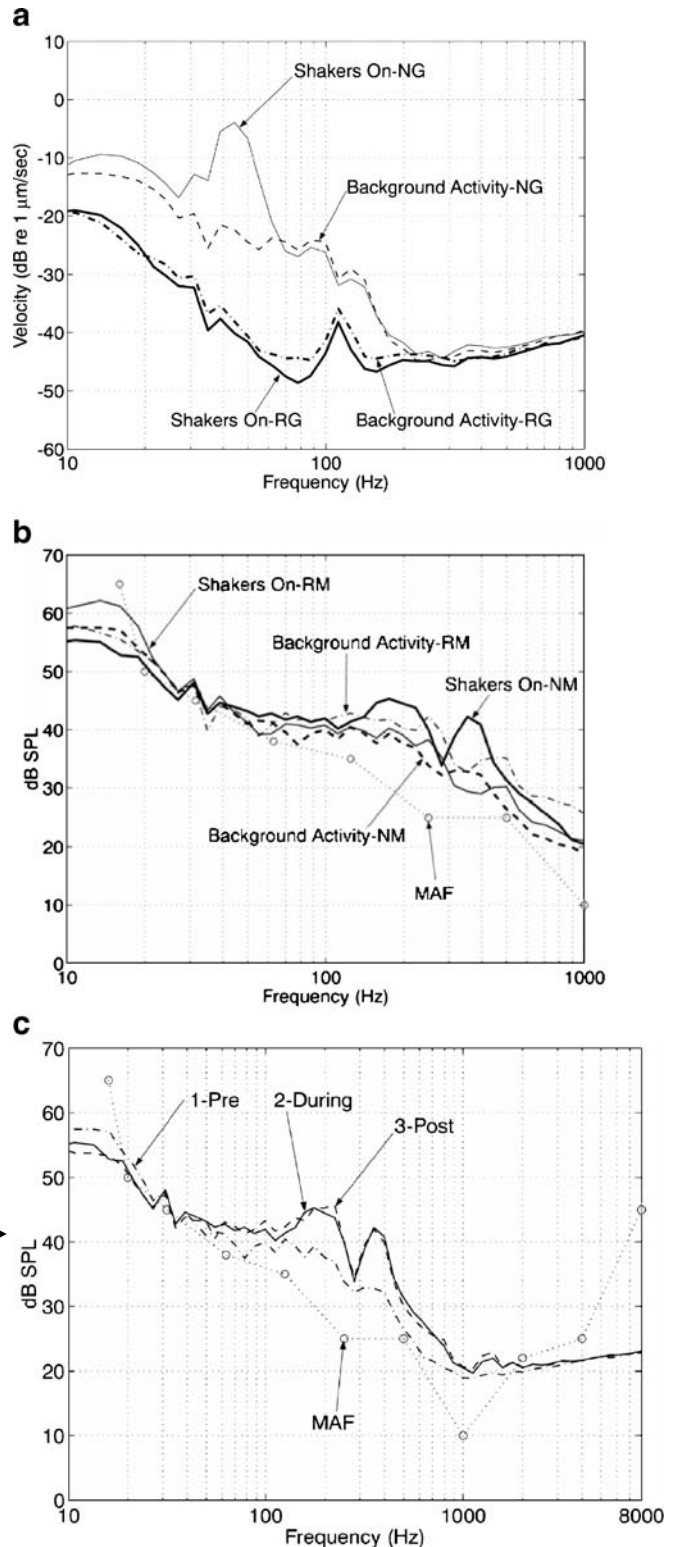 a
10
Shakers On-NG
0
-10
Background Activity-NG
-20
-30
-40
-50
Shakers On-RG
Background Activity-RG
-60
10
100
1000
Velocity (dB re 1 μm/sec)
Frequency (Hz)
b
70
60
Shakers On-RM
50
Background Activity-RM
Shakers On-NM
40
30
Background Activity-NM
20
MAF
10
0
10
100
1000
dB SPL
Frequency (Hz)
c
70
60
1-Pre
2-During
3-Post
50
40
30
20
MAF
10
0
10
100
1000
8000
dB SPL
Frequency (Hz)